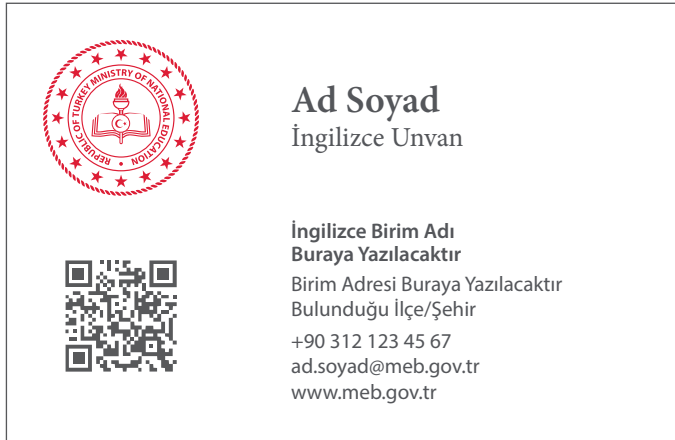 REPUBLIC OF TURKEY MINISTRY OF NATIONAL EDUCATION
Ad Soyad
İngilizce Unvan
İngilizce Birim Adı
Buraya Yazılacaktır
Birim Adresi Buraya Yazılacaktır
Bulunduğu İlçe/Şehir
+90 312 123 45 67
ad.soyad@meb.gov.tr
www.meb.gov.tr